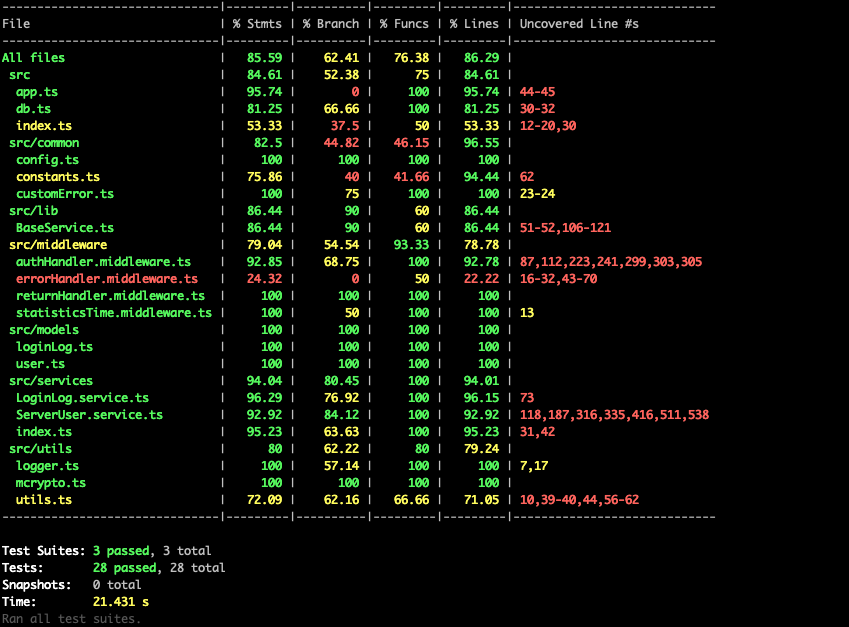 -------------------------------|---------|----------|---------|---------|-----------------------------
File                           | % Stmts | % Branch | % Funcs | % Lines | Uncovered Line #s
-------------------------------|---------|----------|---------|---------|-----------------------------
All files                      |   85.59 |    62.41 |   76.38 |   86.29 |
 src                           |   84.61 |    52.38 |      75 |   84.61 |
  app.ts                       |   95.74 |        0 |     100 |   95.74 | 44-45
  db.ts                        |   81.25 |    66.66 |     100 |   81.25 | 30-32
  index.ts                     |   53.33 |     37.5 |      50 |   53.33 | 12-20,30
 src/common                    |    82.5 |    44.82 |   46.15 |   96.55 |
  config.ts                    |     100 |      100 |     100 |     100 |
  constants.ts                 |   75.86 |       40 |   41.66 |   94.44 | 62
  customError.ts               |     100 |       75 |     100 |     100 | 23-24
 src/lib                       |   86.44 |       90 |      60 |   86.44 |
  BaseService.ts               |   86.44 |       90 |      60 |   86.44 | 51-52,106-121
 src/middleware                |   79.04 |    54.54 |   93.33 |   78.78 |
  authHandler.middleware.ts    |   92.85 |    68.75 |     100 |   92.78 | 87,112,223,241,299,303,305
  errorHandler.middleware.ts   |   24.32 |        0 |      50 |   22.22 | 16-32,43-70
  returnHandler.middleware.ts  |     100 |      100 |     100 |     100 |
  statisticsTime.middleware.ts |     100 |       50 |     100 |     100 | 13
 src/models                    |     100 |      100 |     100 |     100 |
  loginLog.ts                  |     100 |      100 |     100 |     100 |
  user.ts                      |     100 |      100 |     100 |     100 |
 src/services                  |   94.04 |    80.45 |     100 |   94.01 |
  LoginLog.service.ts          |   96.29 |    76.92 |     100 |   96.15 | 73
  ServerUser.service.ts        |   92.92 |    84.12 |     100 |   92.92 | 118,187,316,335,416,511,538
  index.ts                     |   95.23 |    63.63 |     100 |   95.23 | 31,42
 src/utils                     |      80 |    62.22 |      80 |   79.24 |
  logger.ts                    |     100 |    57.14 |     100 |     100 | 7,17
  mcrypto.ts                   |     100 |      100 |     100 |     100 |
  utils.ts                     |   72.09 |    62.16 |   66.66 |   71.05 | 10,39-40,44,56-62
-------------------------------|---------|----------|---------|---------|-----------------------------
Test Suites: 3 passed, 3 total
Tests:       28 passed, 28 total
Snapshots:   0 total
Time:        21.431 s
Ran all test suites.